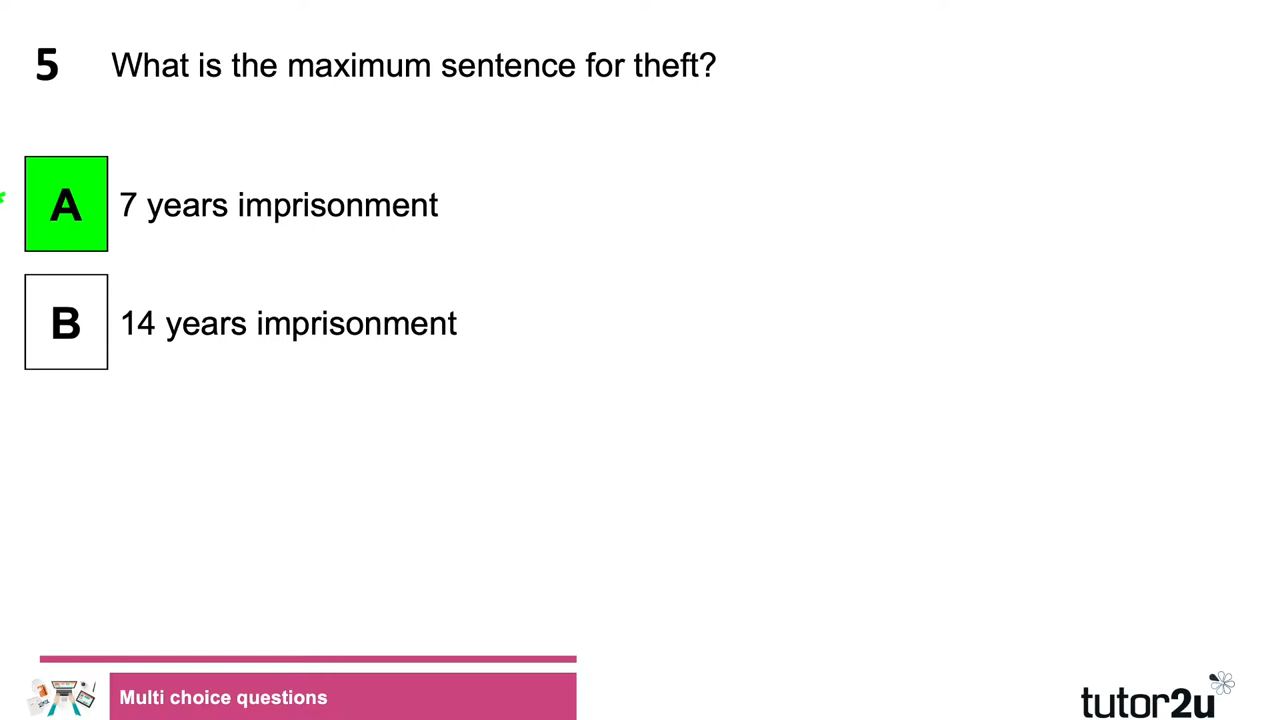 5 What is the maximum sentence for theft?
A 7 years imprisonment
B 14 years imprisonment
Multi choice questions
tutor2u